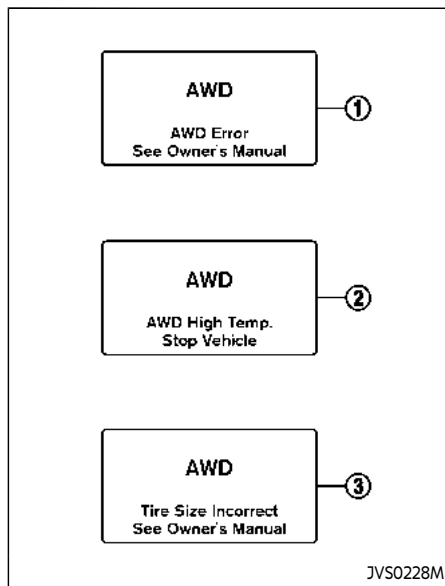 AWD
AWD Error
See Owner's Manual
1
AWD
AWD High Temp.
Stop Vehicle
2
AWD
Tire Size Incorrect
See Owner's Manual
3
JVS0228M